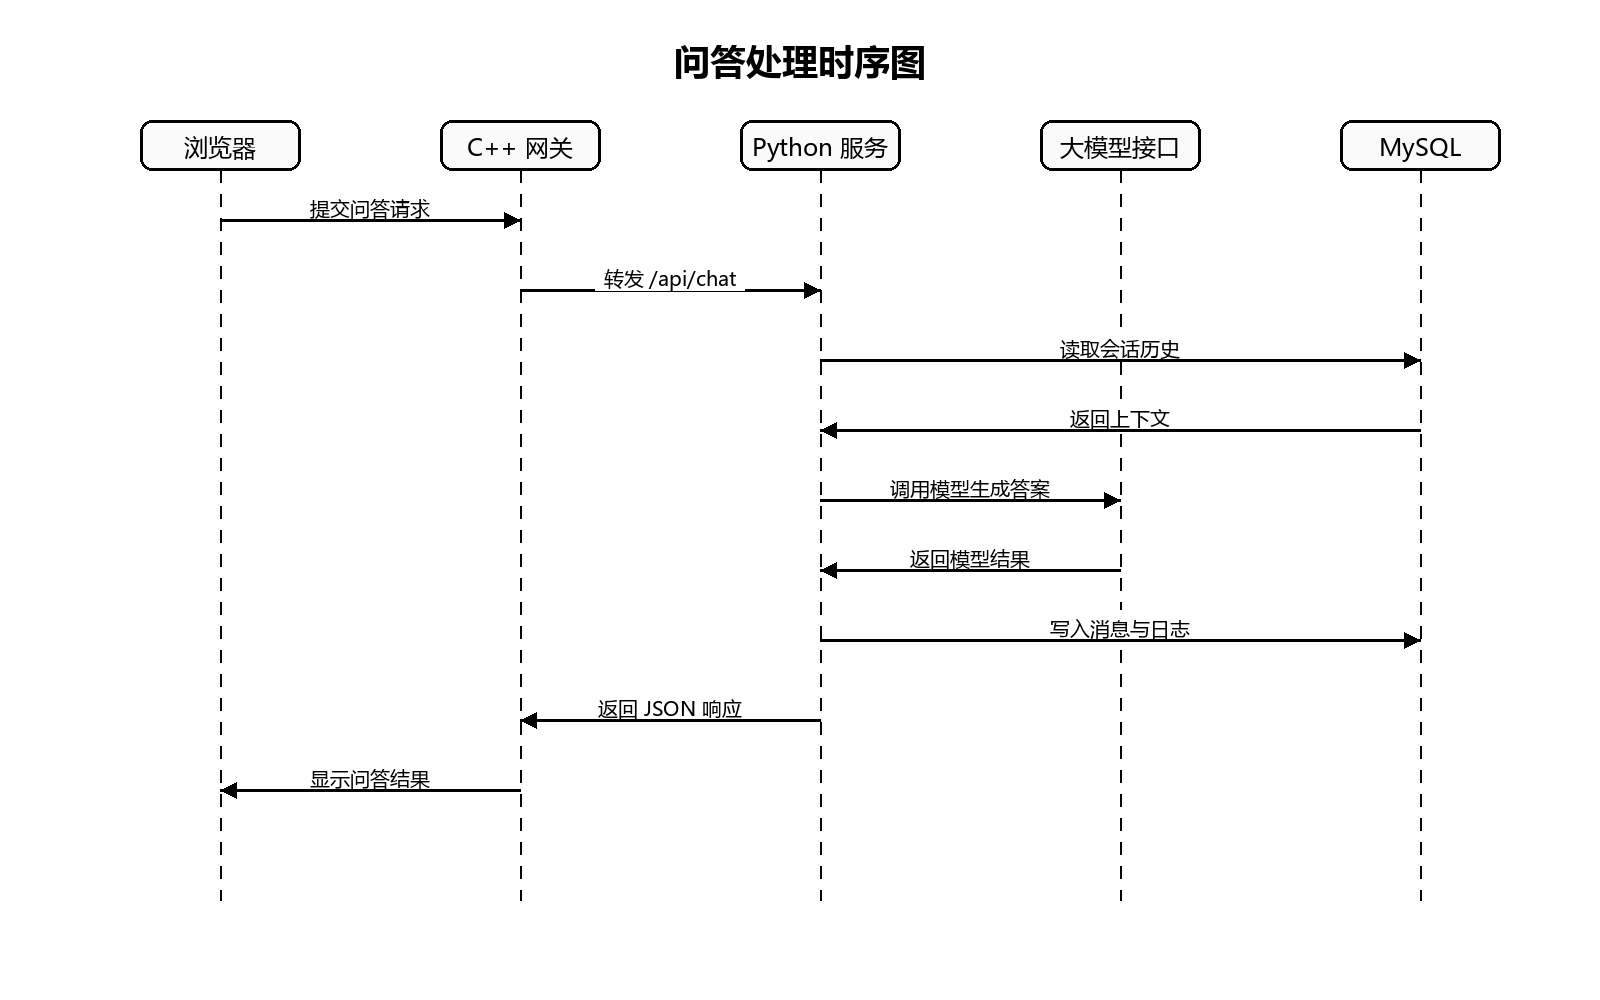 问答处理时序图
浏览器
C++ 网关
Python 服务
大模型接口
MySQL
提交问答请求
转发 /api/chat
读取会话历史
返回上下文
调用模型生成答案
返回模型结果
写入消息与日志
返回 JSON 响应
显示问答结果